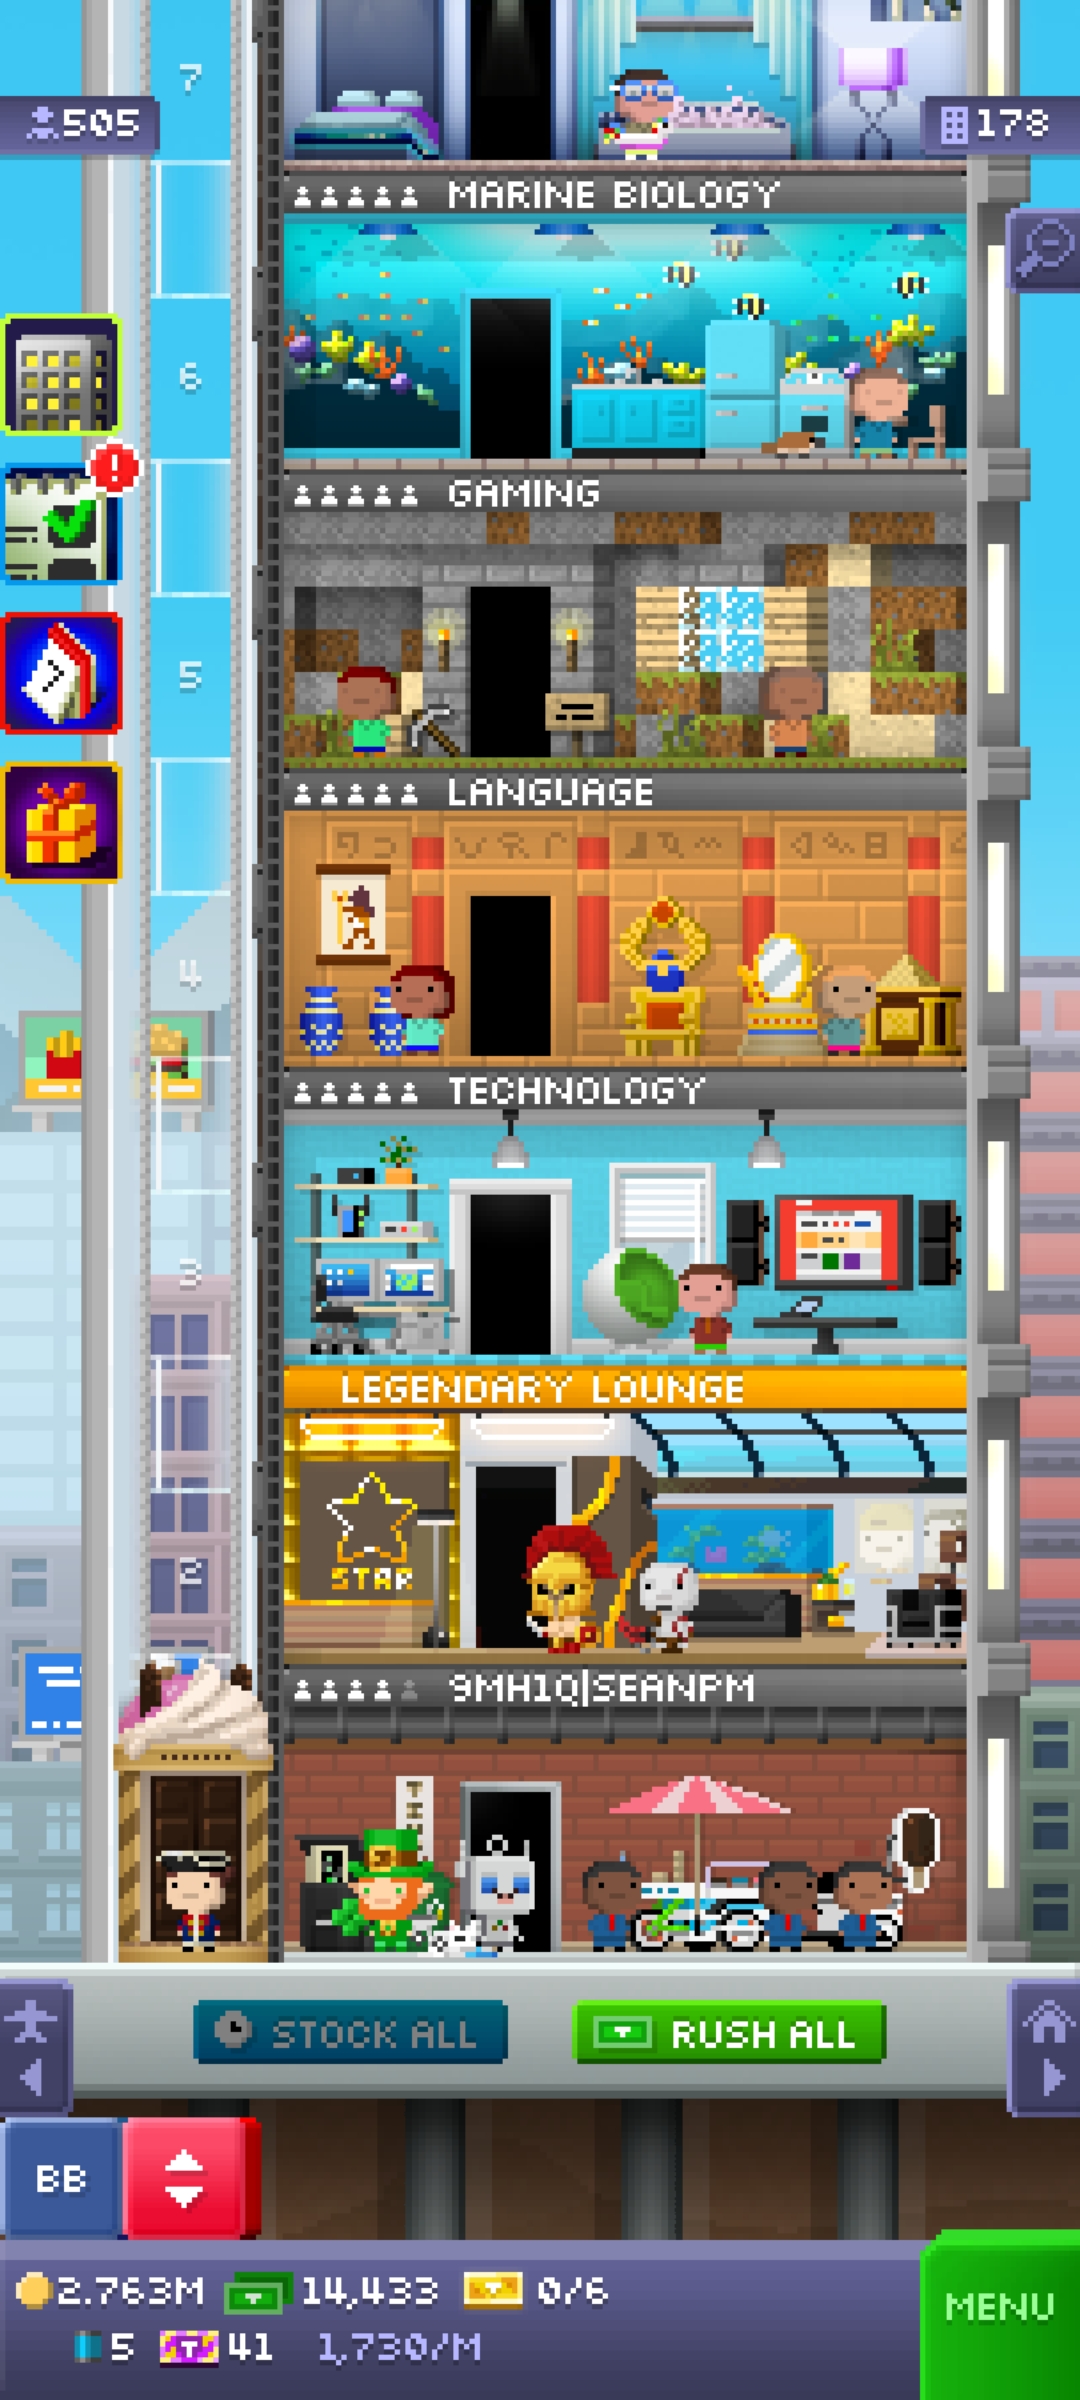 7
505
178
MARINE BIOLOGY
6
GAMING
5
LANGUAGE
4
TECHNOLOGY
3
LEGENDARY LOUNGE
STAR
2
9MH1Q|SEANPM
STOCK ALL
RUSH ALL
BB
2.763M 14,433 0/6
5 41 1,730/M
MENU